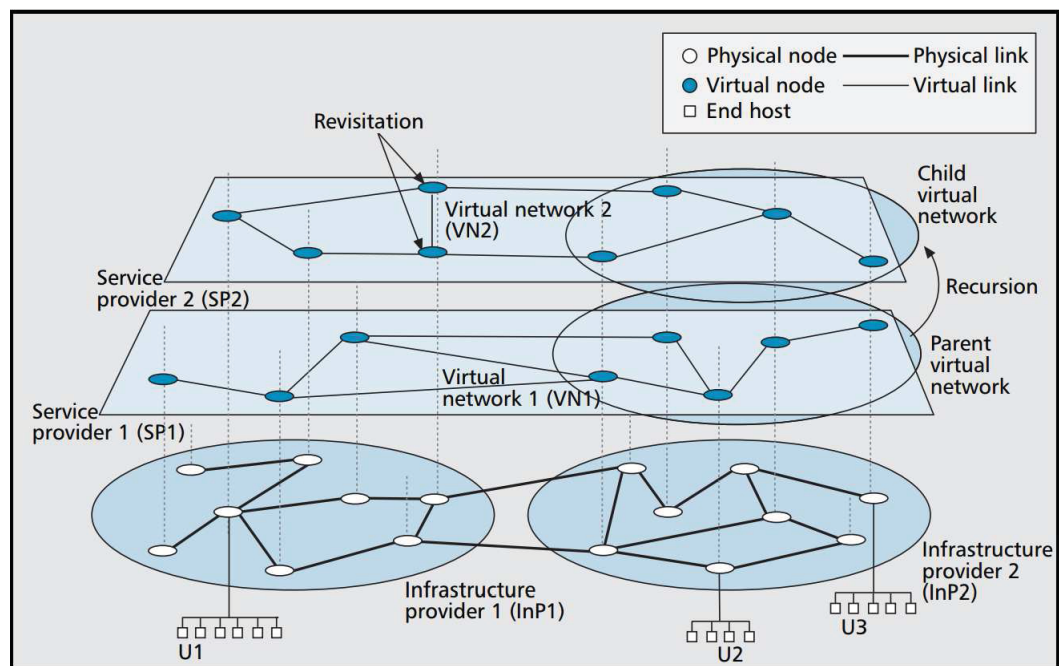 Physical node
Physical link
Virtual node
Virtual link
End host
Revisitation
Child
virtual
network
Virtual network 2
(VN2)
Service
provider 2 (SP2)
Recursion
Parent
virtual
network
Virtual
network 1 (VN1)
Service
provider 1 (SP1)
Infrastructure
provider 1 (InP1)
Infrastructure
provider 2
(InP2)
U1
U2
U3